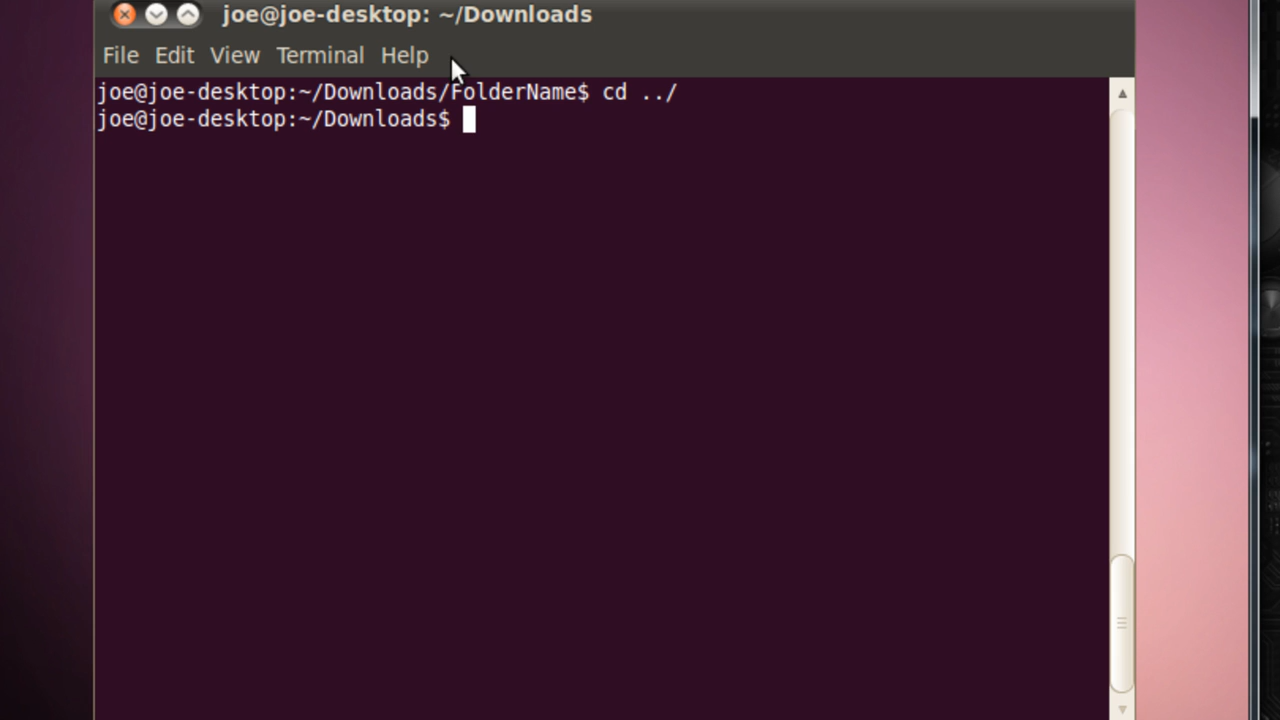 joe@joe-desktop: ~/Downloads
File Edit View Terminal Help
joe@joe-desktop:~/Downloads/FolderName$ cd ../
joe@joe-desktop:~/Downloads$